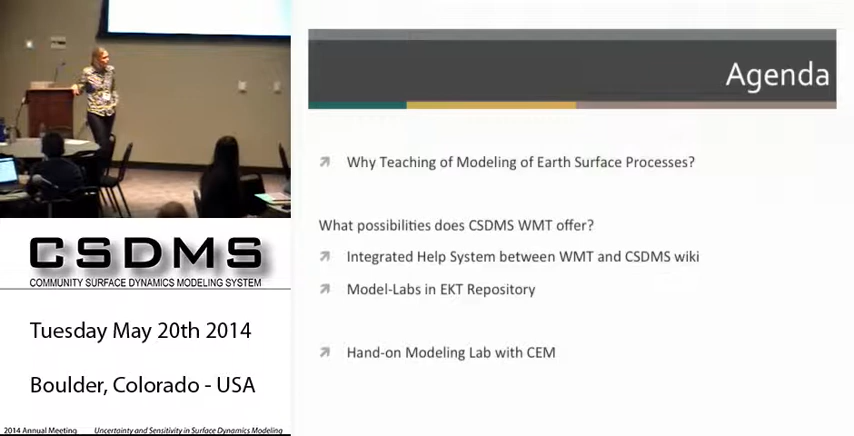 CSDMS
COMMUNITY SURFACE DYNAMICS MODELING SYSTEM
Tuesday May 20th 2014
Boulder, Colorado - USA
2014 Annual Meeting Uncertainty and Sensitivity in Surface Dynamics Modeling
Agenda
Why Teaching of Modeling of Earth Surface Processes?
What possibilities does CSDMS WMT offer?
Integrated Help System between WMT and CSDMS wiki
Model-Labs in EKT Repository
Hand-on Modeling Lab with CEM